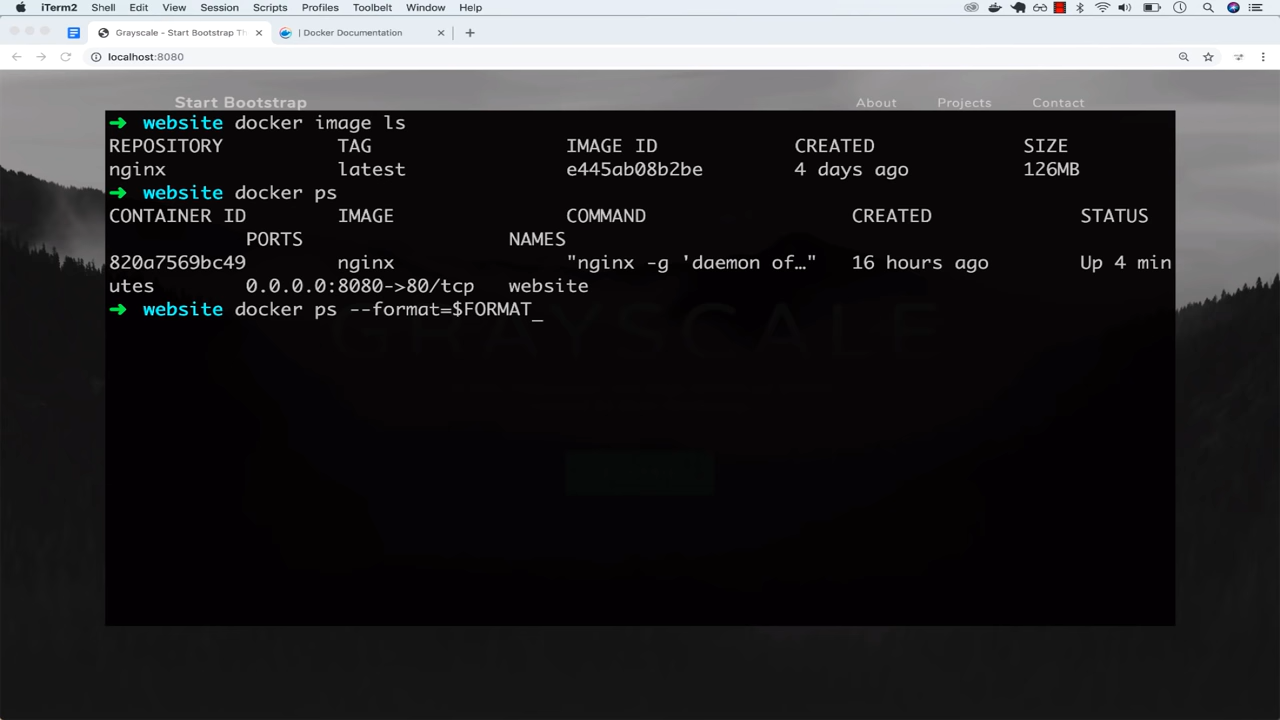 iTerm2 Shell Edit View Session Scripts Profiles Toolbelt Window Help
Grayscale - Start Bootstrap Th | Docker Documentation
localhost:8080
Start Bootstrap About Projects Contact
➜ website docker image ls
REPOSITORY TAG IMAGE ID CREATED SIZE
nginx latest e445ab08b2be 4 days ago 126MB
➜ website docker ps
CONTAINER ID IMAGE COMMAND CREATED STATUS
PORTS NAMES
820a7569bc49 nginx "nginx -g 'daemon of…" 16 hours ago Up 4 min
utes 0.0.0.0:8080->80/tcp website
➜ website docker ps --format=$FORMAT_
GRAYSCALE